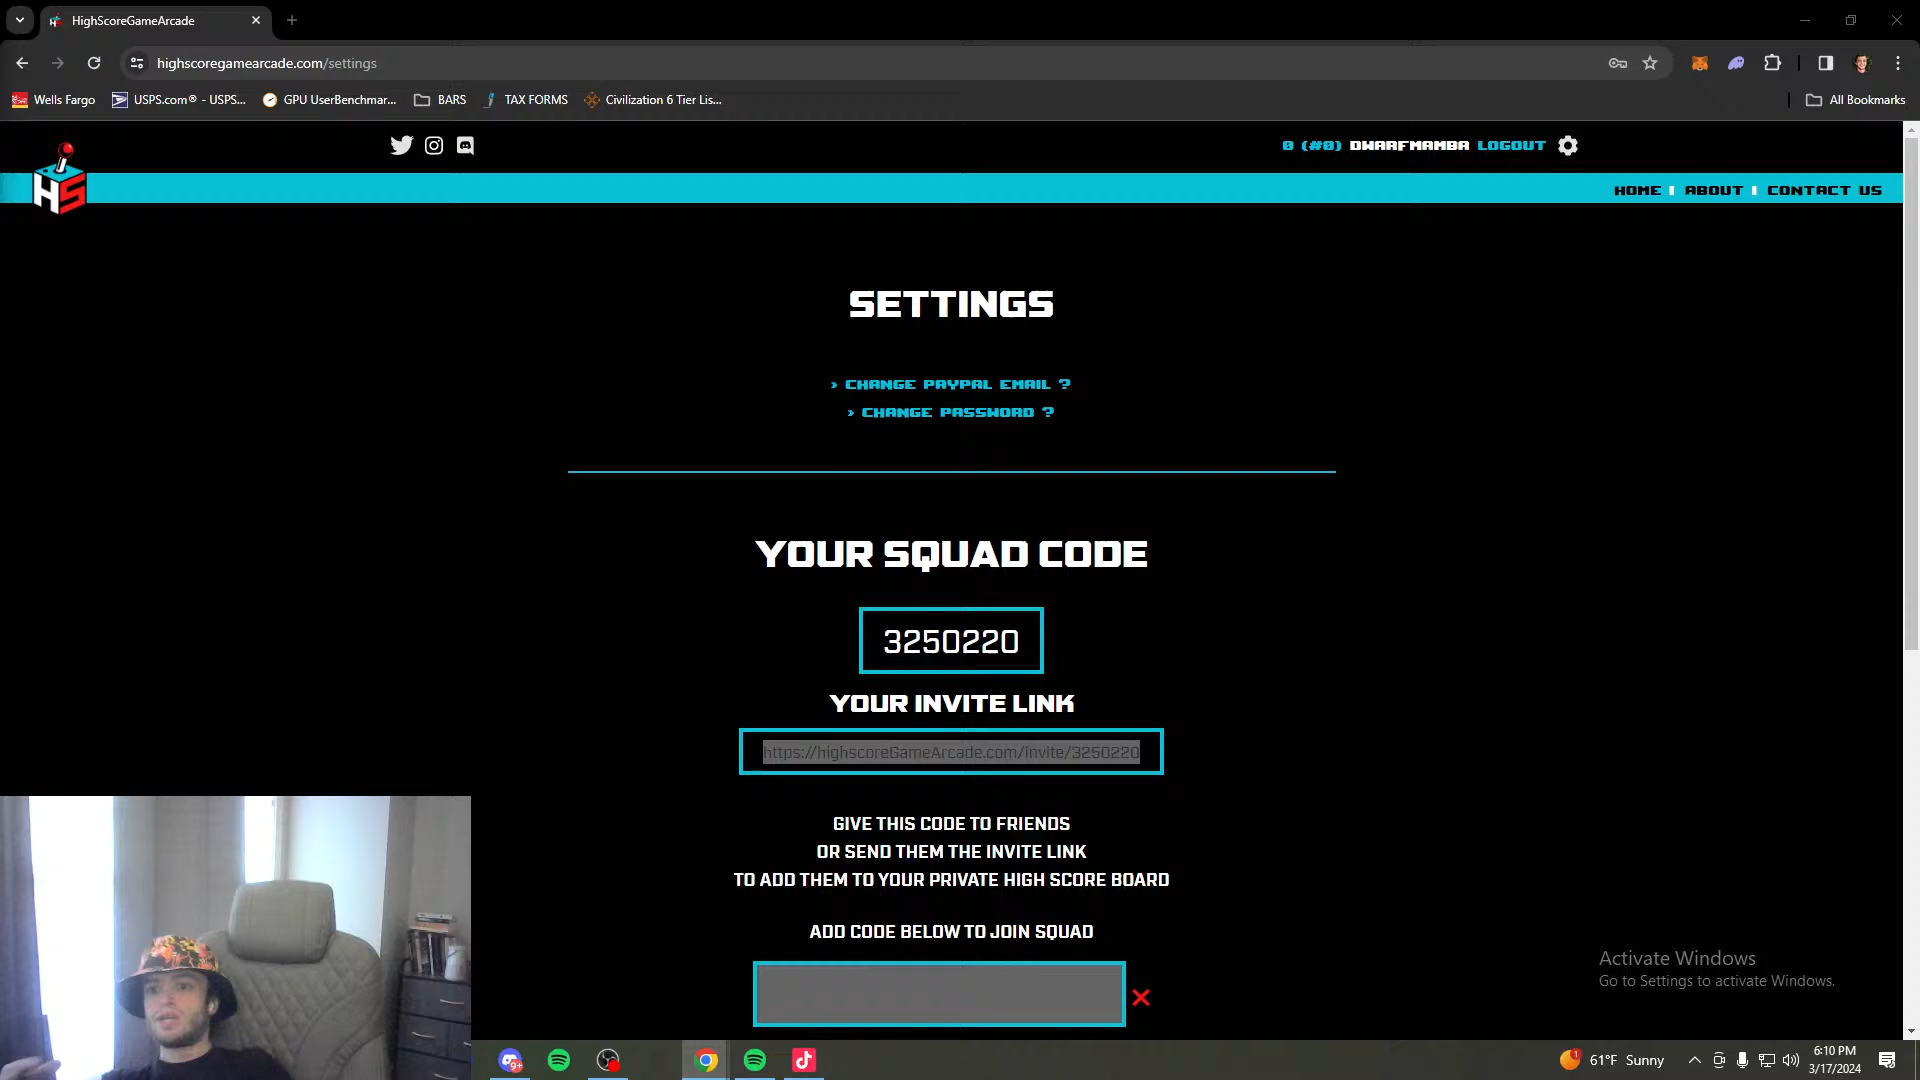 HighScoreGameArcade
highscoregamearcade.com/settings
Wells Fargo
USPS.com® - USPS...
GPU UserBenchmar...
BARS
TAX FORMS
Civilization 6 Tier Lis...
All Bookmarks
0 (#0) DWARFMAMBA LOGOUT
HS
HOME | ABOUT | CONTACT US
SETTINGS
> CHANGE PAYPAL EMAIL ?
> CHANGE PASSWORD ?
YOUR SQUAD CODE
3250220
YOUR INVITE LINK
https://highscoreGameArcade.com/invite/3250220
GIVE THIS CODE TO FRIENDS
OR SEND THEM THE INVITE LINK
TO ADD THEM TO YOUR PRIVATE HIGH SCORE BOARD
ADD CODE BELOW TO JOIN SQUAD
Activate Windows
Go to Settings to activate Windows.
9+
1
61°F Sunny
6:10 PM
3/17/2024